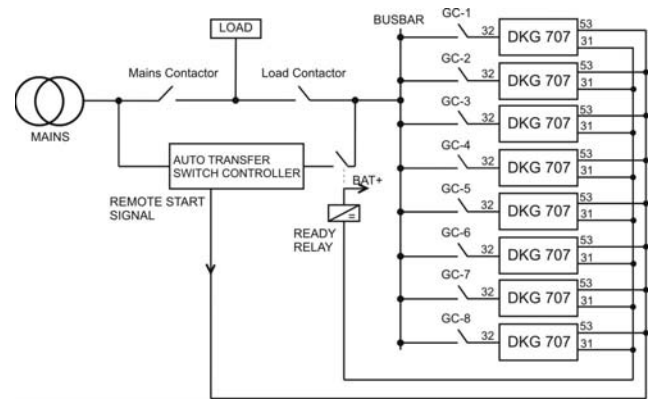 LOAD
BUSBAR
Mains Contactor
Load Contactor
MAINS
AUTO TRANSFER
SWITCH CONTROLLER
REMOTE START
SIGNAL
BAT+
=
READY
RELAY
GC-1
32
DKG 707
53
31
GC-2
32
DKG 707
53
31
GC-3
32
DKG 707
53
31
GC-4
32
DKG 707
53
31
GC-5
32
DKG 707
53
31
GC-6
32
DKG 707
53
31
GC-7
32
DKG 707
53
31
GC-8
32
DKG 707
53
31